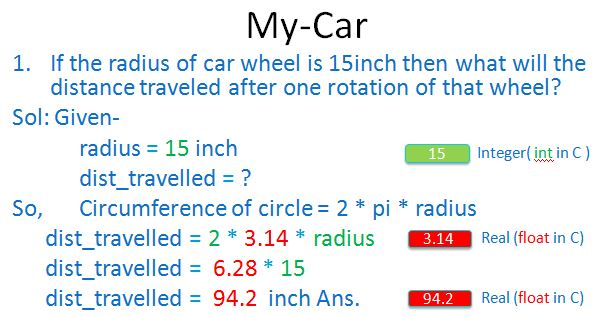 My-Car
1. If the radius of car wheel is 15inch then what will the
distance traveled after one rotation of that wheel?
Sol: Given-
radius = 15 inch 15 Integer( int in C )
dist_travelled = ?
So, Circumference of circle = 2 * pi * radius
dist_travelled = 2 * 3.14 * radius 3.14 Real (float in C)
dist_travelled = 6.28 * 15
dist_travelled = 94.2 inch Ans. 94.2 Real (float in C)